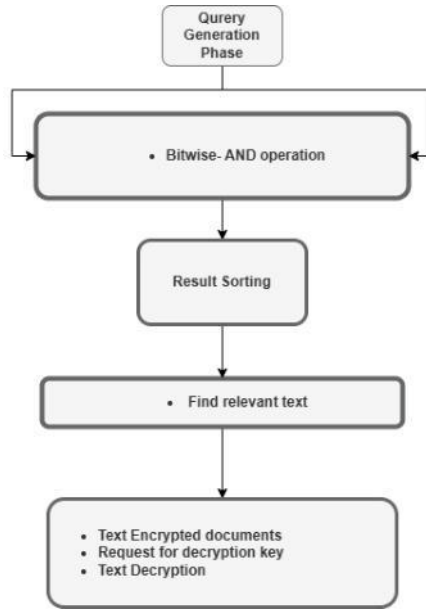 Qurery
Generation
Phase
• Bitwise- AND operation
Result Sorting
• Find relevant text
• Text Encrypted documents
• Request for decryption key
• Text Decryption